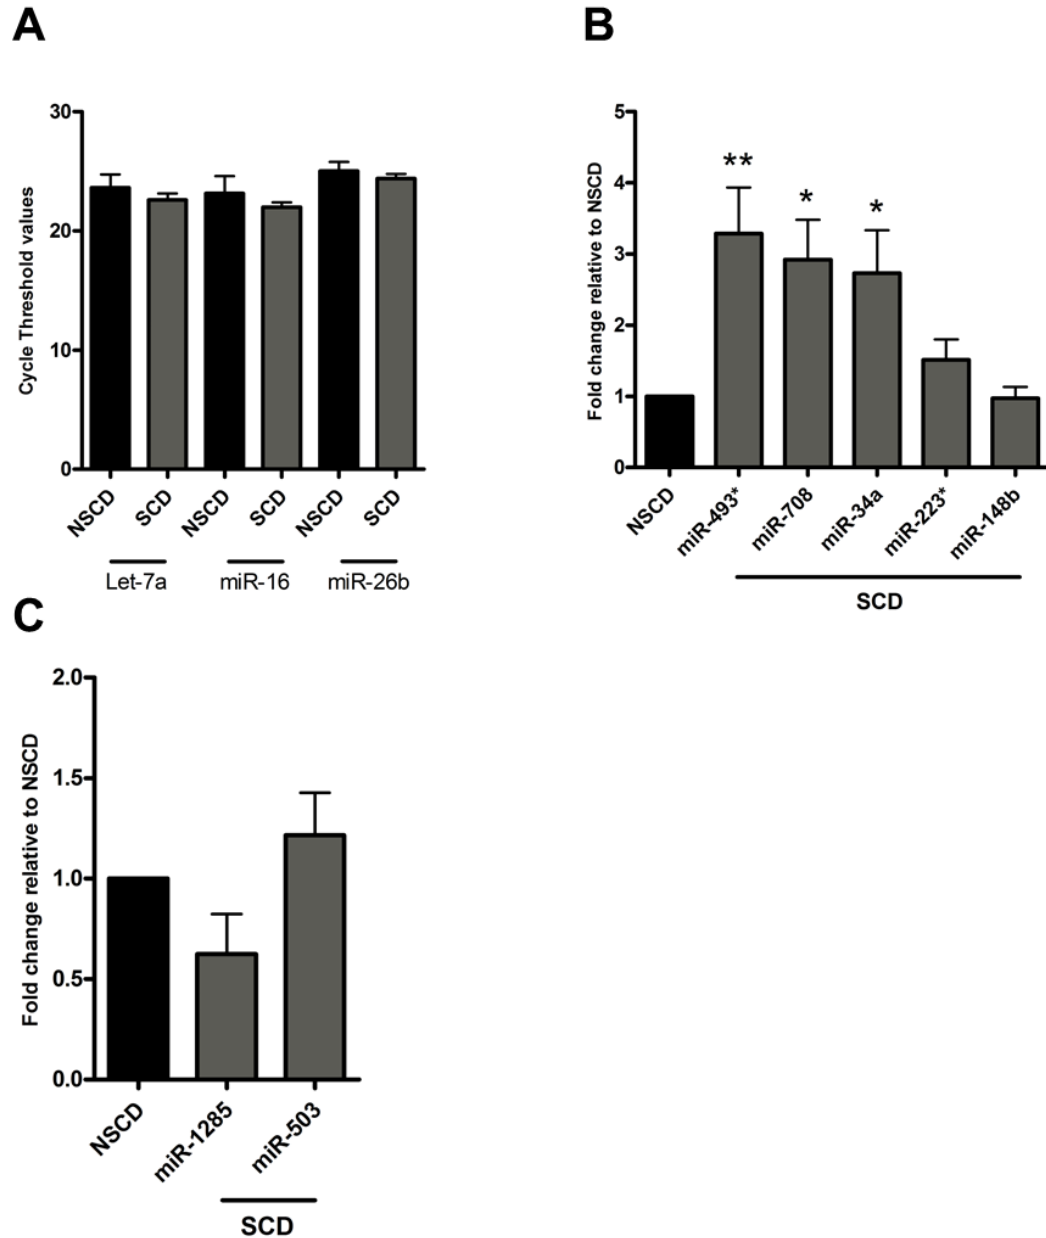 A
Cycle Threshold values
30
20
10
0
NSCD
SCD
NSCD
SCD
NSCD
SCD
Let-7a
miR-16
miR-26b
B
Fold change relative to NSCD
5
4
3
2
1
0
**
*
*
NSCD
miR-493*
miR-708
miR-34a
miR-223*
miR-148b
SCD
C
Fold change relative to NSCD
2.0
1.5
1.0
0.5
0.0
NSCD
miR-1285
miR-503
SCD